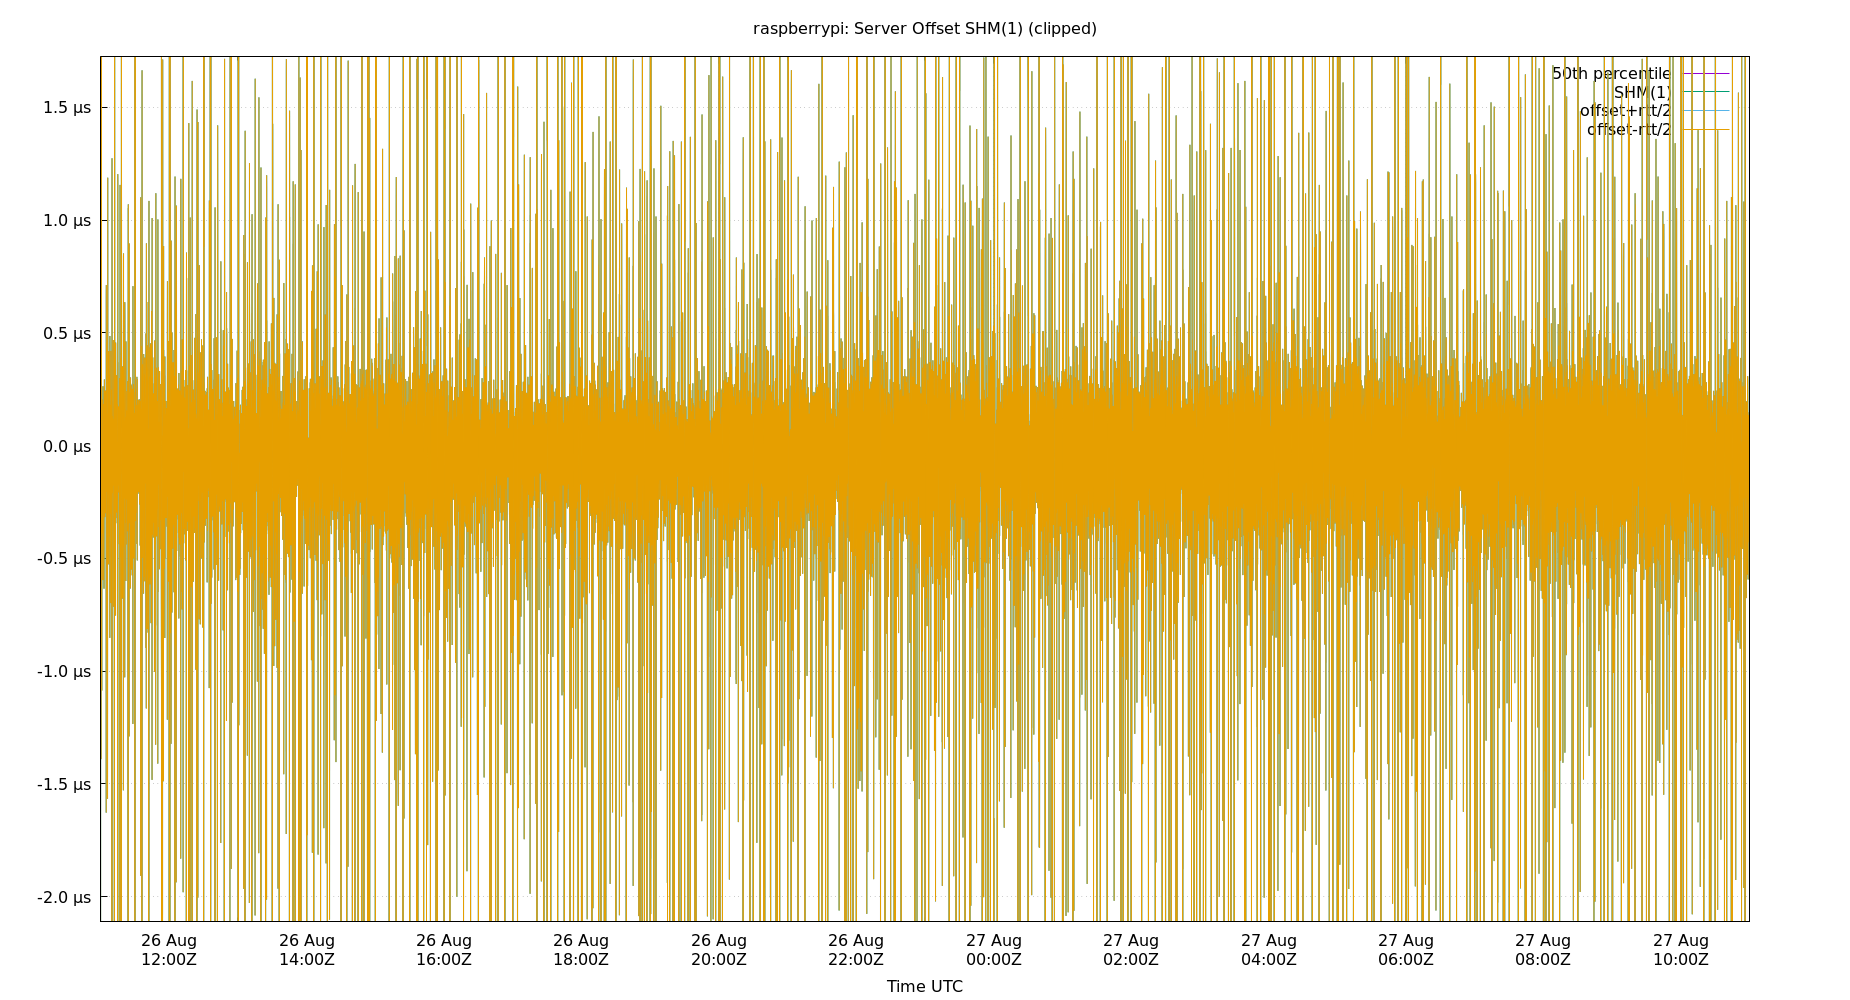 raspberrypi: Server Offset SHM(1) (clipped)
50th percentile
SHM(1)
offset+rtt/2
offset-rtt/2
1.5 µs
1.0 µs
0.5 µs
0.0 µs
-0.5 µs
-1.0 µs
-1.5 µs
-2.0 µs
26 Aug 26 Aug 26 Aug 26 Aug 26 Aug 26 Aug 27 Aug 27 Aug 27 Aug 27 Aug 27 Aug 27 Aug
12:00Z 14:00Z 16:00Z 18:00Z 20:00Z 22:00Z 00:00Z 02:00Z 04:00Z 06:00Z 08:00Z 10:00Z
Time UTC